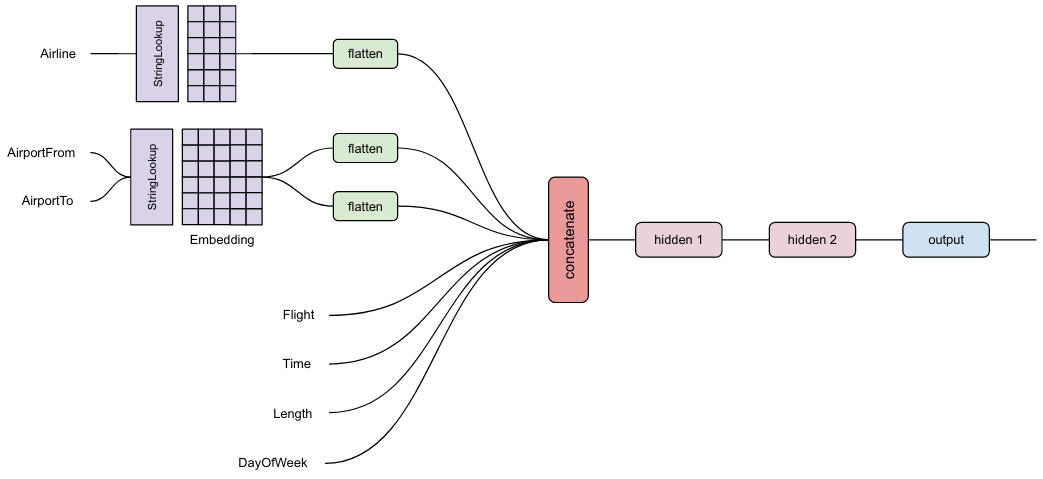 Airline
StringLookup
flatten
AirportFrom
AirportTo
StringLookup
Embedding
flatten
flatten
Flight
Time
Length
DayOfWeek
concatenate
hidden 1
hidden 2
output